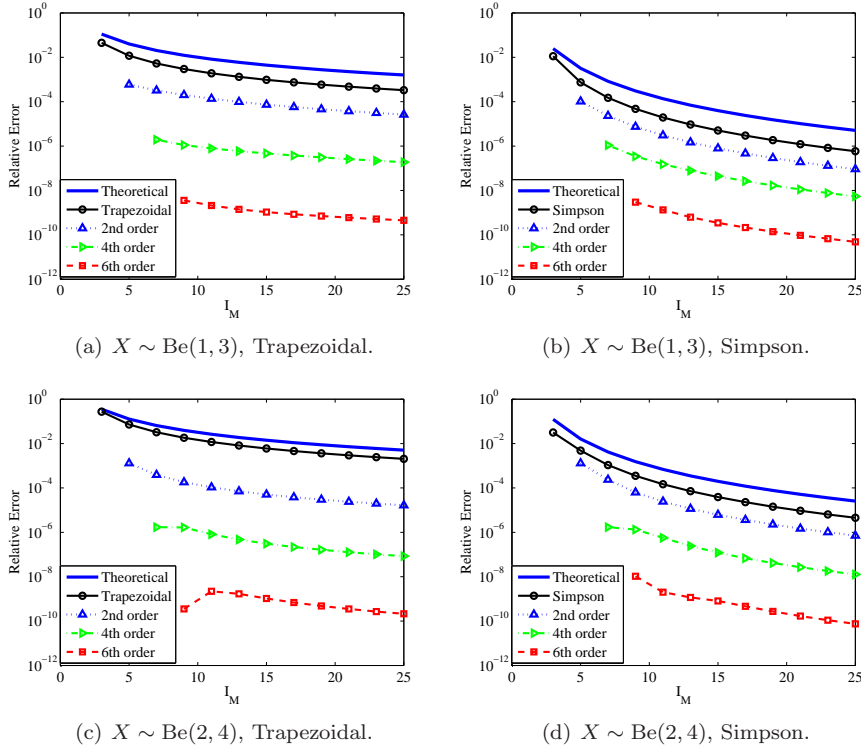 10^0
10^-2
10^-4
10^-6
10^-8
10^-10
10^-12
Relative Error
Theoretical
Trapezoidal
2nd order
4th order
6th order
0 5 10 15 20 25
I_M
(a) X ∼ Be(1, 3), Trapezoidal.
10^0
10^-2
10^-4
10^-6
10^-8
10^-10
10^-12
Relative Error
Theoretical
Simpson
2nd order
4th order
6th order
0 5 10 15 20 25
I_M
(b) X ∼ Be(1, 3), Simpson.
10^0
10^-2
10^-4
10^-6
10^-8
10^-10
10^-12
Relative Error
Theoretical
Trapezoidal
2nd order
4th order
6th order
0 5 10 15 20 25
I_M
(c) X ∼ Be(2, 4), Trapezoidal.
10^0
10^-2
10^-4
10^-6
10^-8
10^-10
10^-12
Relative Error
Theoretical
Simpson
2nd order
4th order
6th order
0 5 10 15 20 25
I_M
(d) X ∼ Be(2, 4), Simpson.